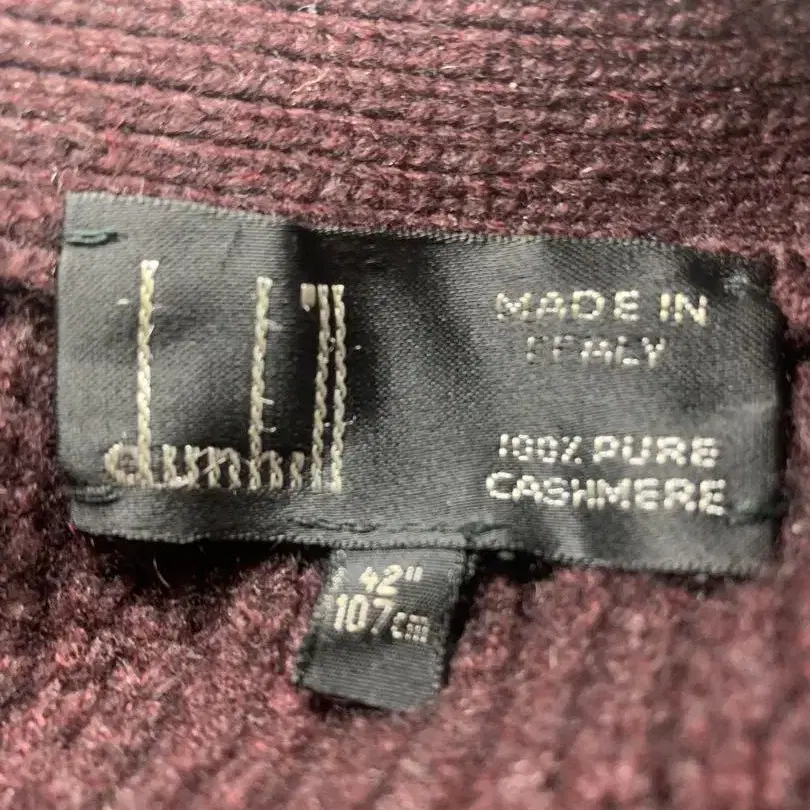 dunhill
MADE IN
ITALY
100% PURE
CASHMERE
42"
107cm